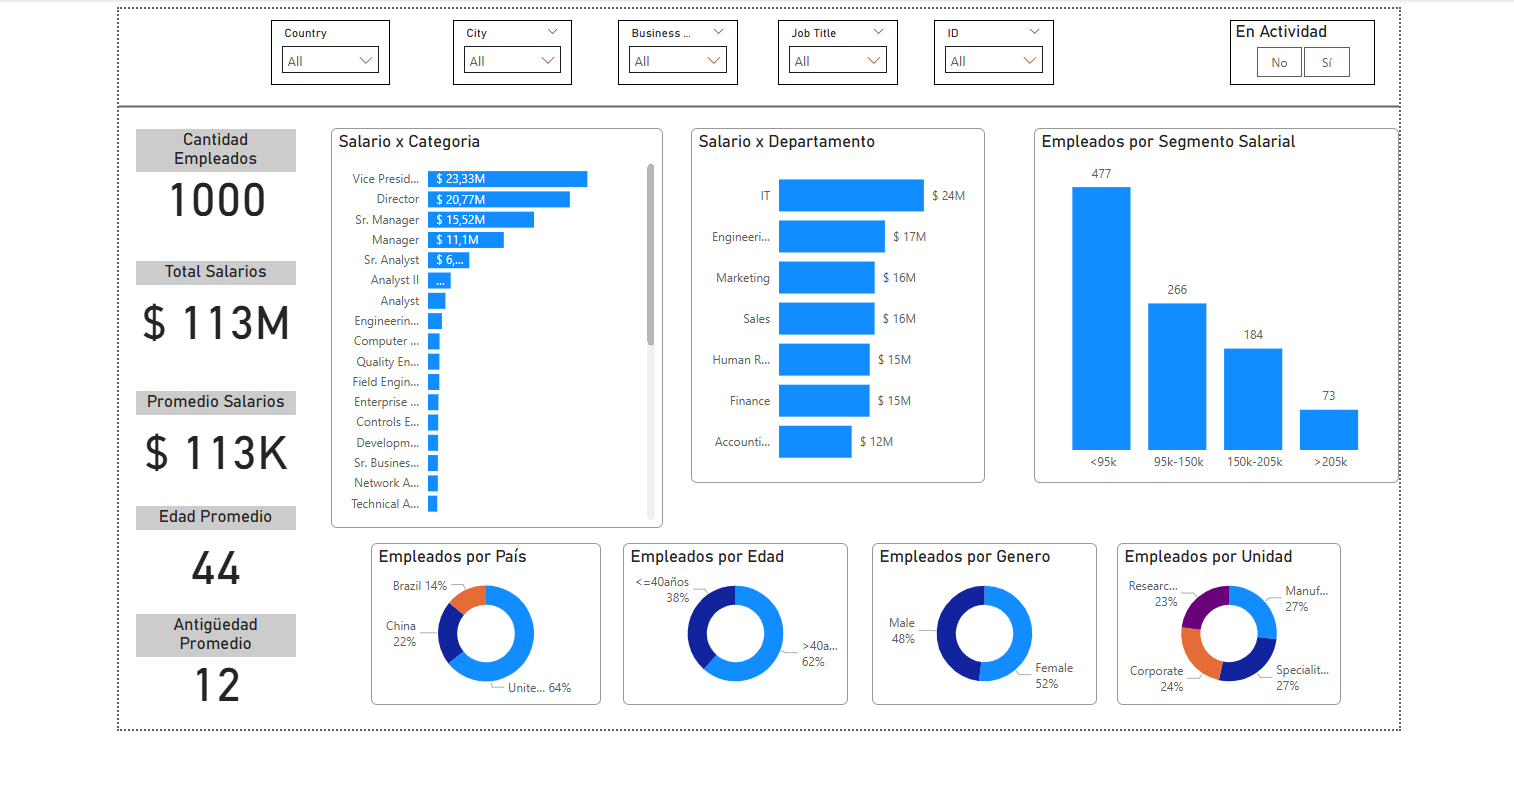 Country
All
City
All
Business ...
All
Job Title
All
ID
All
En Actividad
No
Sí
Cantidad
Empleados
1000
Total Salarios
$ 113M
Promedio Salarios
$ 113K
Edad Promedio
44
Antigüedad
Promedio
12
Salario x Categoria
Vice Presid... $ 23,33M
Director $ 20,77M
Sr. Manager $ 15,52M
Manager $ 11,1M
Sr. Analyst $ 6,...
Analyst II ...
Analyst
Engineerin...
Computer ...
Quality En...
Field Engin...
Enterprise ...
Controls E...
Developm...
Sr. Busines...
Network A...
Technical A...
Salario x Departamento
IT $ 24M
Engineeri... $ 17M
Marketing $ 16M
Sales $ 16M
Human R... $ 15M
Finance $ 15M
Accounti... $ 12M
Empleados por Segmento Salarial
477
266
184
73
<95k 95k-150k 150k-205k >205k
Empleados por País
Brazil 14%
China
22%
Unite... 64%
Empleados por Edad
<=40años
38%
>40a...
62%
Empleados por Genero
Male
48%
Female
52%
Empleados por Unidad
Researc...
23%
Manuf...
27%
Corporate
24%
Specialit...
27%